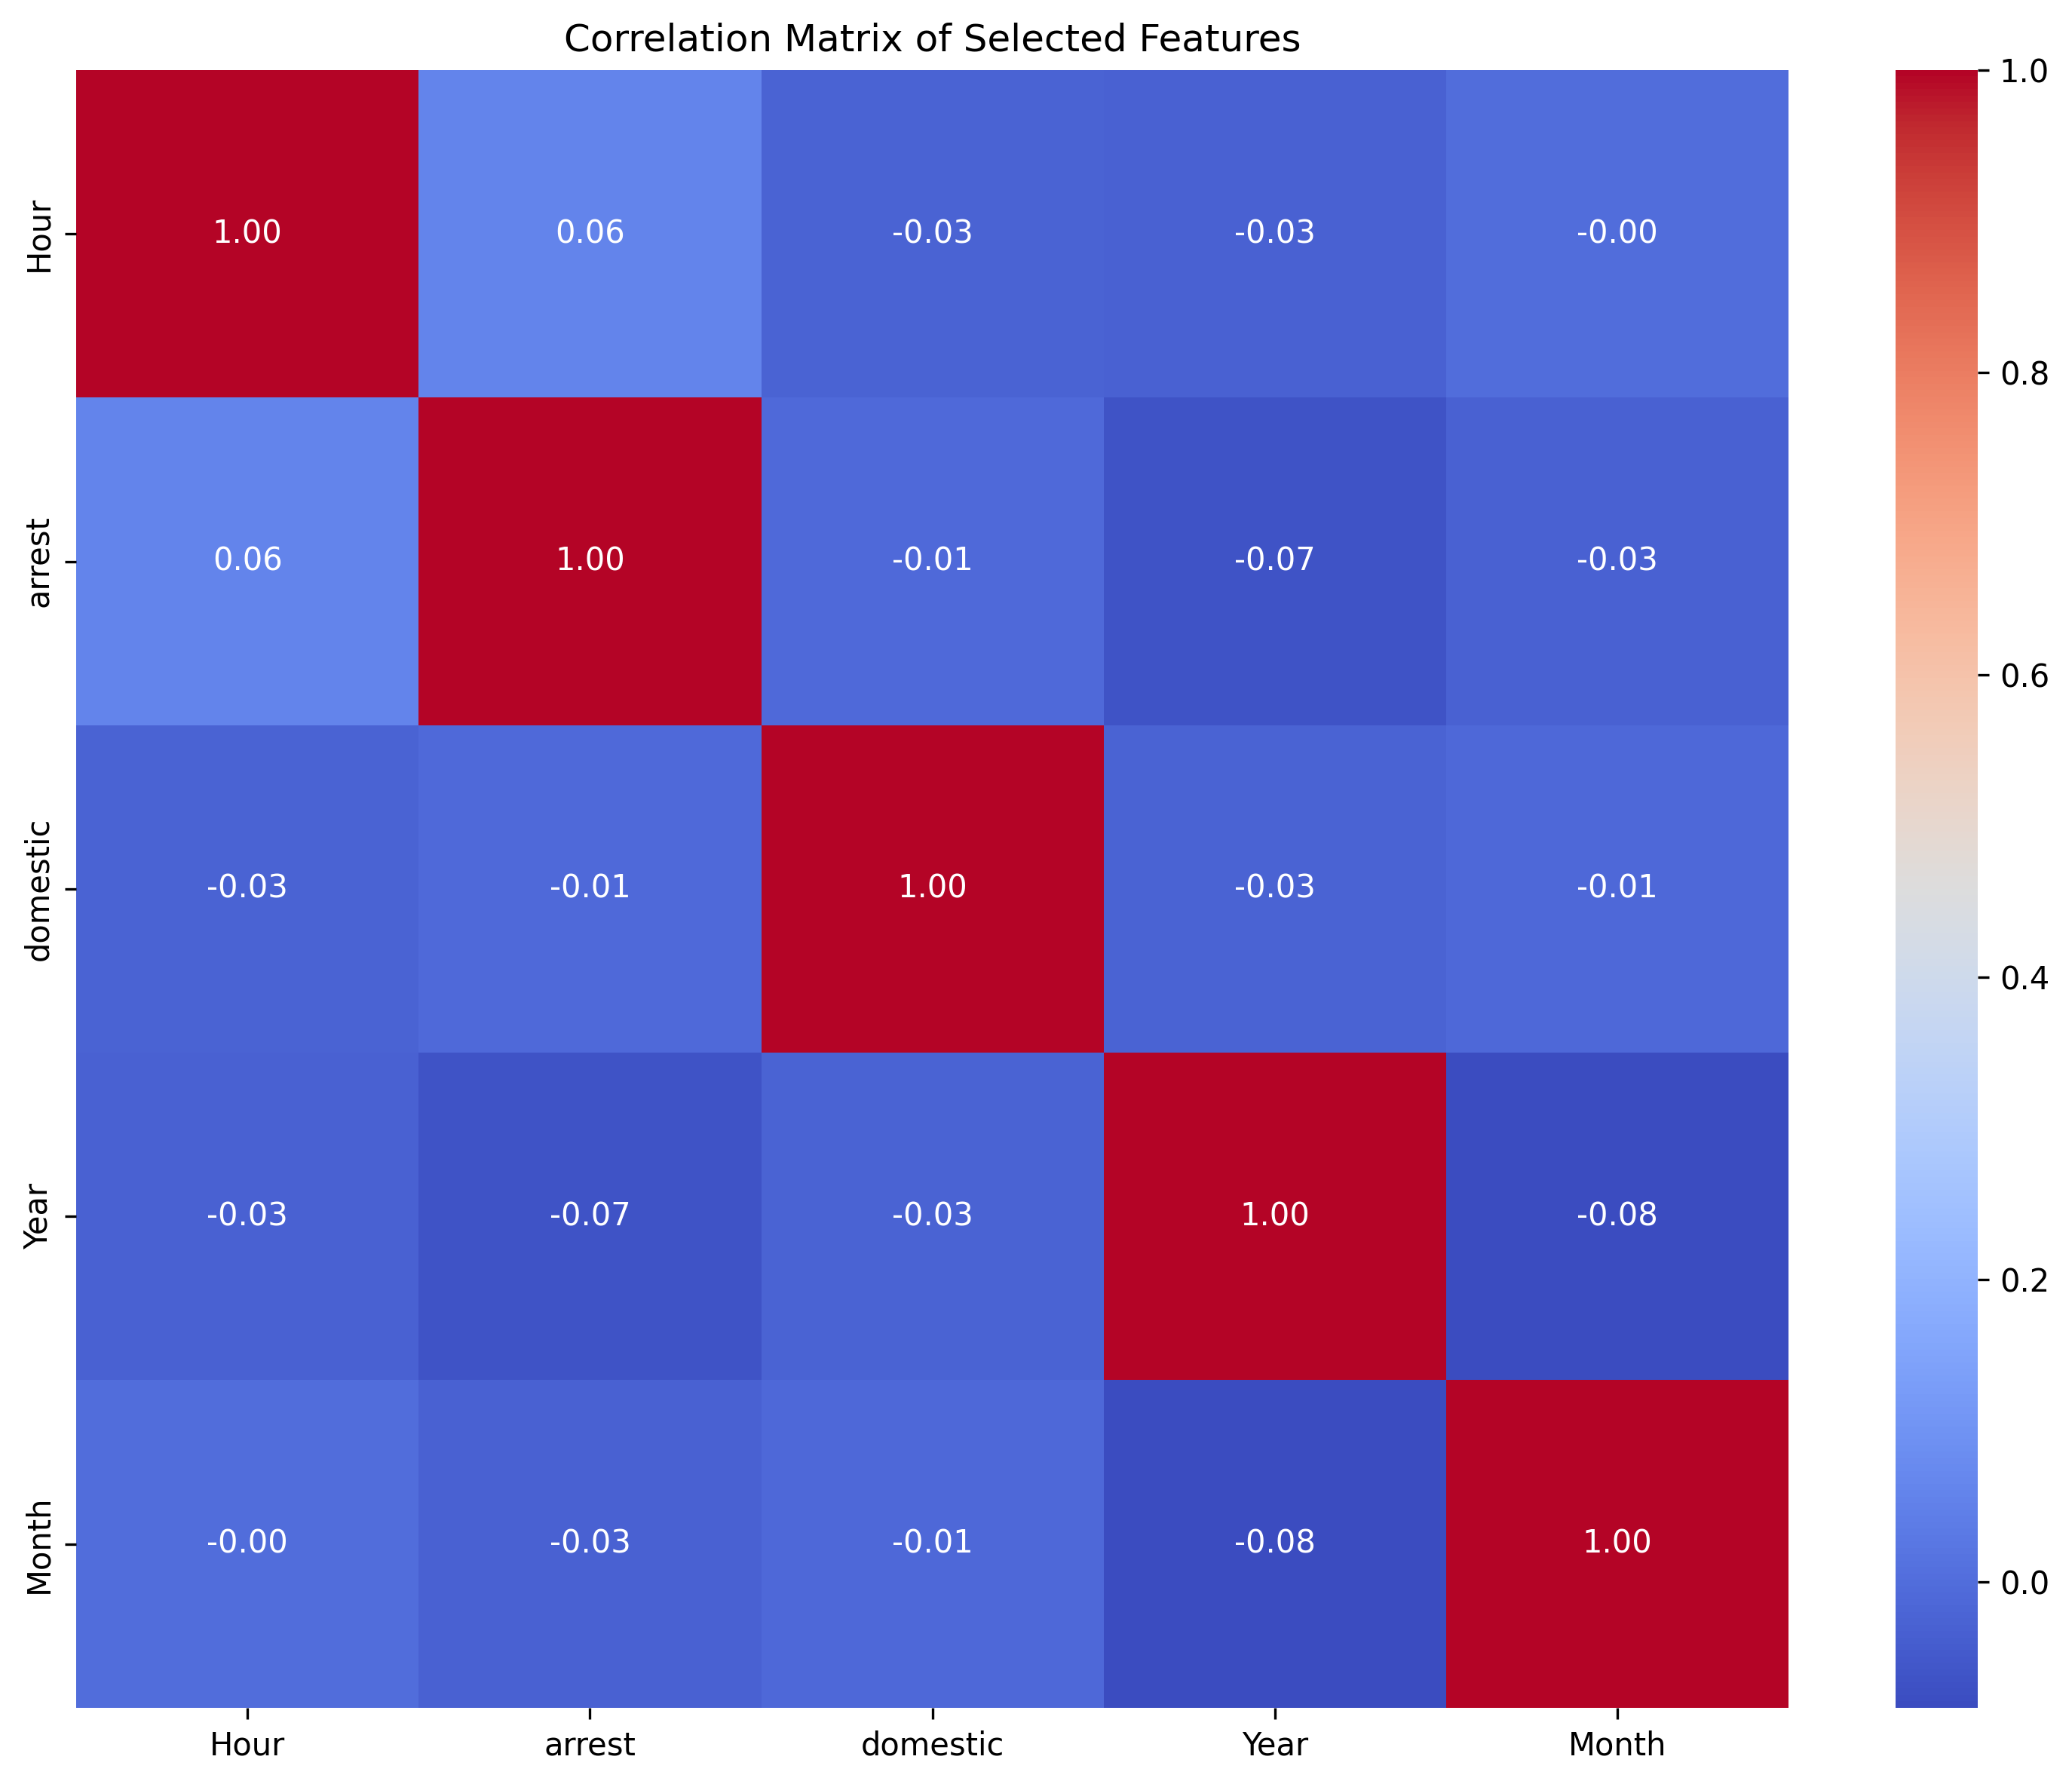 Correlation Matrix of Selected Features
Hour 1.00 0.06 -0.03 -0.03 -0.00
arrest 0.06 1.00 -0.01 -0.07 -0.03
domestic -0.03 -0.01 1.00 -0.03 -0.01
Year -0.03 -0.07 -0.03 1.00 -0.08
Month -0.00 -0.03 -0.01 -0.08 1.00
Hour arrest domestic Year Month
1.0
0.8
0.6
0.4
0.2
0.0